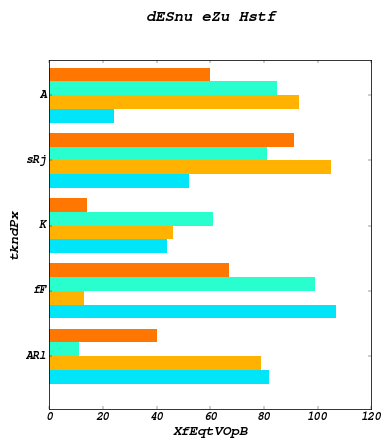 dESnu eZu Hstf
A
sRj
K
fF
ARl
tkndPx
0 20 40 60 80 100 120
XfEqtVOpB